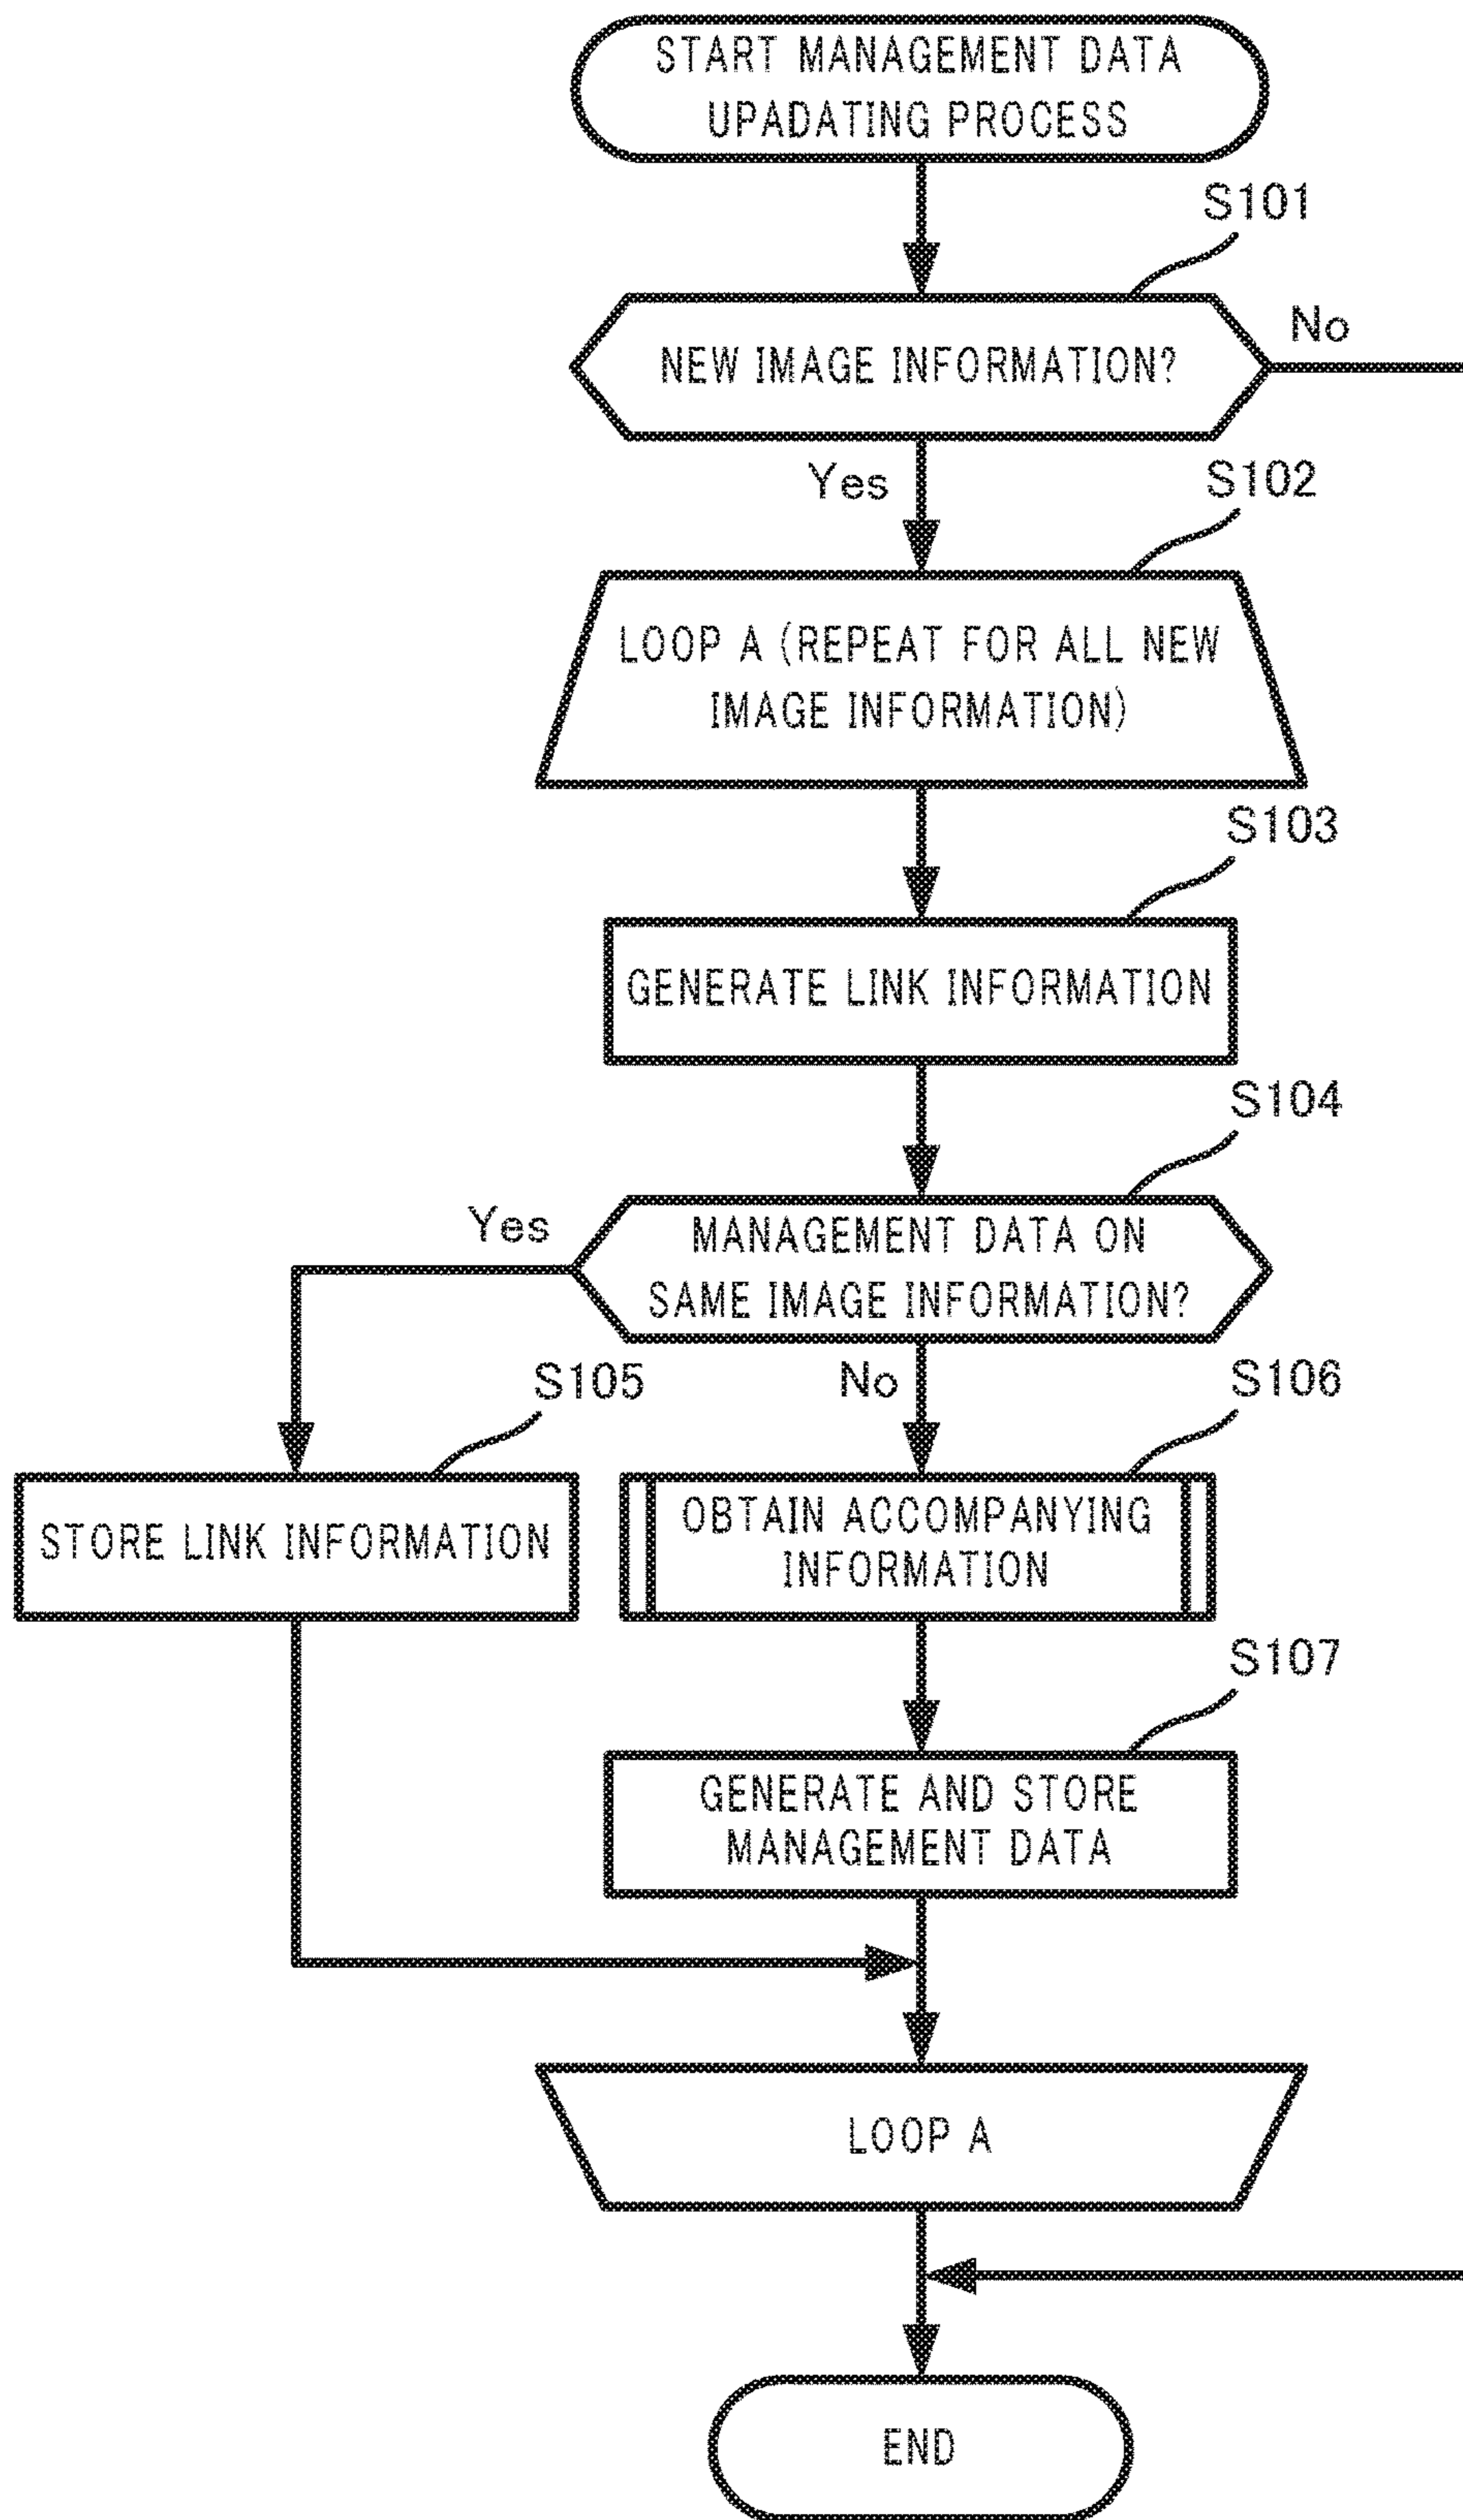 START MANAGEMENT DATA
UPADATING PROCESS
S101
NEW IMAGE INFORMATION?
No
Yes
S102
LOOP A (REPEAT FOR ALL NEW
IMAGE INFORMATION)
S103
GENERATE LINK INFORMATION
S104
Yes
MANAGEMENT DATA ON
SAME IMAGE INFORMATION?
No
S105
S106
STORE LINK INFORMATION
OBTAIN ACCOMPANYING
INFORMATION
S107
GENERATE AND STORE
MANAGEMENT DATA
LOOP A
END